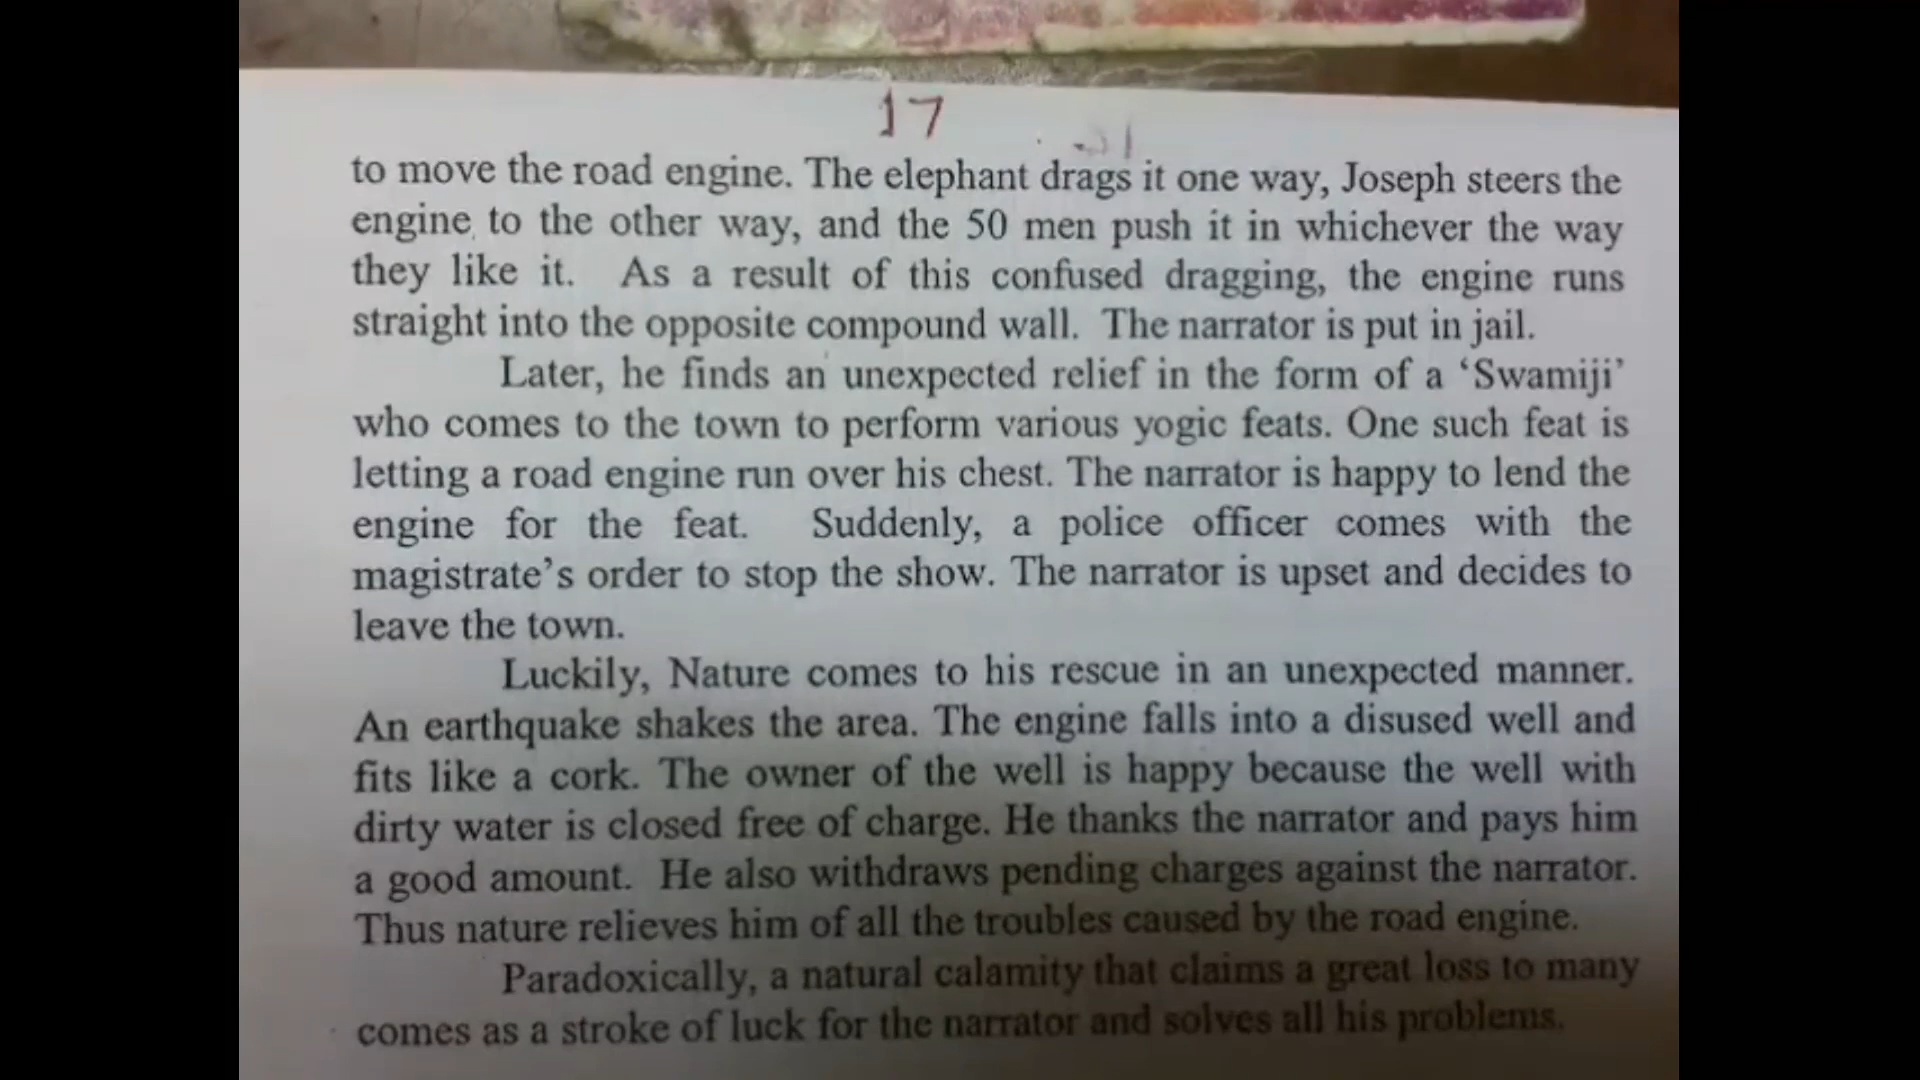 17
to move the road engine. The elephant drags it one way, Joseph steers the
engine to the other way, and the 50 men push it in whichever the way
they like it. As a result of this confused dragging, the engine runs
straight into the opposite compound wall. The narrator is put in jail.
Later, he finds an unexpected relief in the form of a ‘Swamiji’
who comes to the town to perform various yogic feats. One such feat is
letting a road engine run over his chest. The narrator is happy to lend the
engine for the feat. Suddenly, a police officer comes with the
magistrate’s order to stop the show. The narrator is upset and decides to
leave the town.
Luckily, Nature comes to his rescue in an unexpected manner.
An earthquake shakes the area. The engine falls into a disused well and
fits like a cork. The owner of the well is happy because the well with
dirty water is closed free of charge. He thanks the narrator and pays him
a good amount. He also withdraws pending charges against the narrator.
Thus nature relieves him of all the troubles caused by the road engine.
Paradoxically, a natural calamity that claims a great loss to many
comes as a stroke of luck for the narrator and solves all his problems.